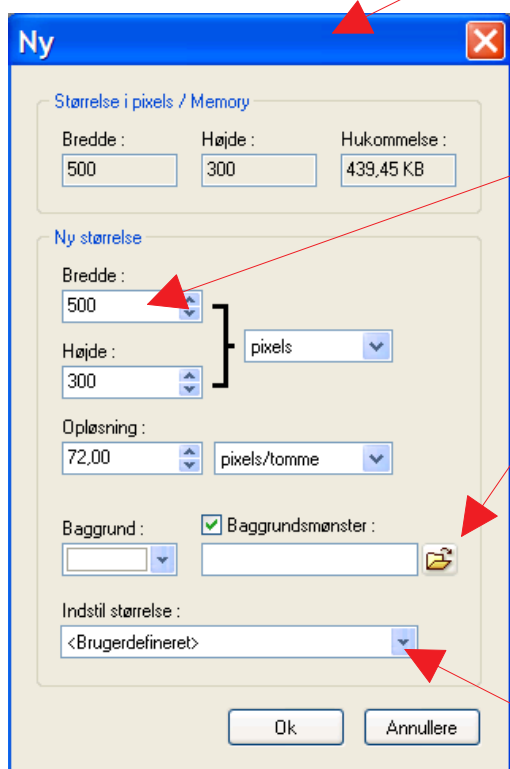 Ny
Størrelse i pixels / Memory
Bredde : Højde : Hukommelse :
500 300 439,45 KB
Ny størrelse
Bredde :
500
pixels
Højde :
300
Opløsning :
72,00 pixels/tomme
Baggrund : Baggrundsmønster :
Indstil størrelse :
<Brugerdefineret>
Ok Annullere